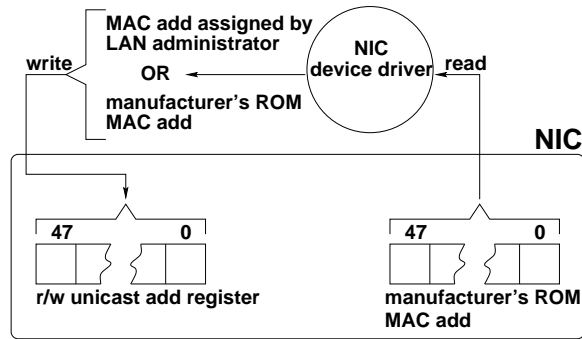 MAC add assigned by
LAN administrator
write
OR
manufacturer's ROM
MAC add
NIC
device driver
read
NIC
47 0
r/w unicast add register
47 0
manufacturer's ROM
MAC add